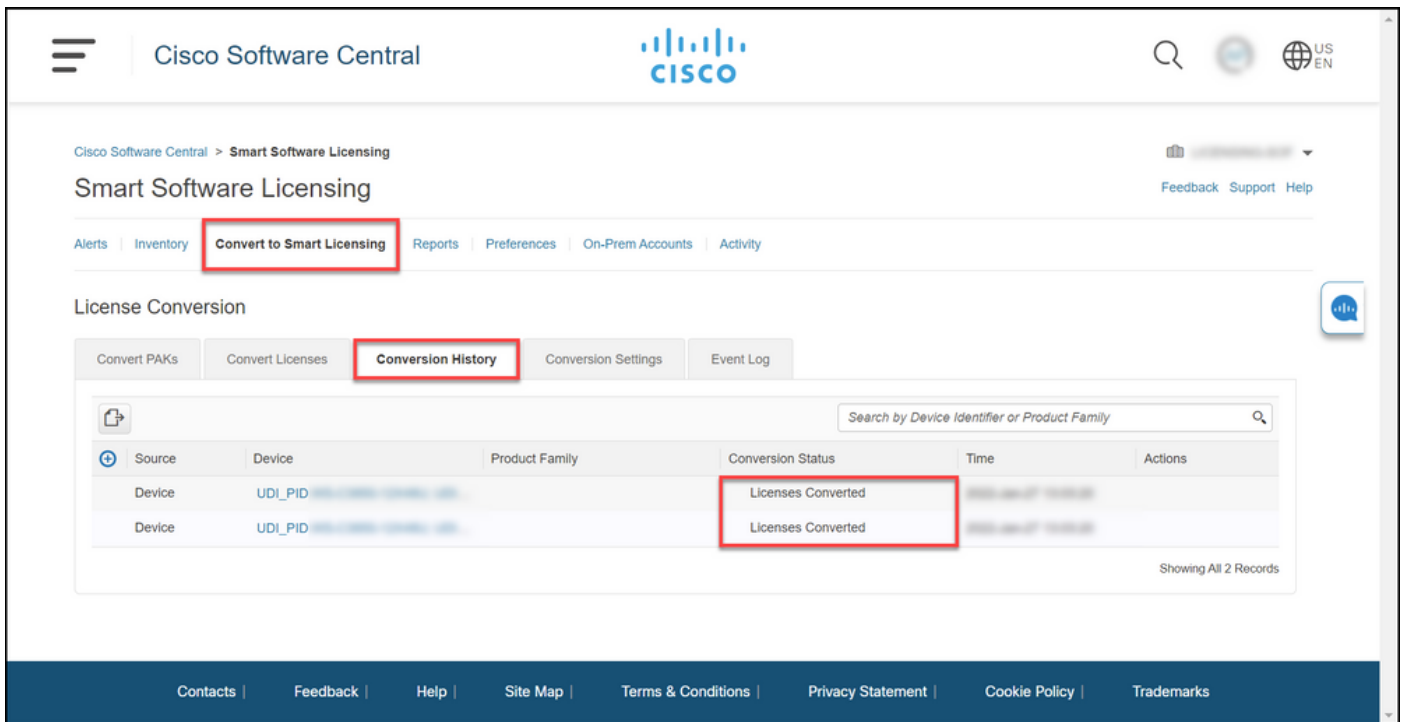 Cisco Software Central
CISCO
US
EN
Cisco Software Central > Smart Software Licensing
Smart Software Licensing
Feedback Support Help
Alerts | Inventory | Convert to Smart Licensing | Reports | Preferences | On-Prem Accounts | Activity
License Conversion
Convert PAKs Convert Licenses Conversion History Conversion Settings Event Log
Search by Device Identifier or Product Family
Source Device Product Family Conversion Status Time Actions
Device UDI_PID Licenses Converted
Device UDI_PID Licenses Converted
Showing All 2 Records
Contacts | Feedback | Help | Site Map | Terms & Conditions | Privacy Statement | Cookie Policy | Trademarks